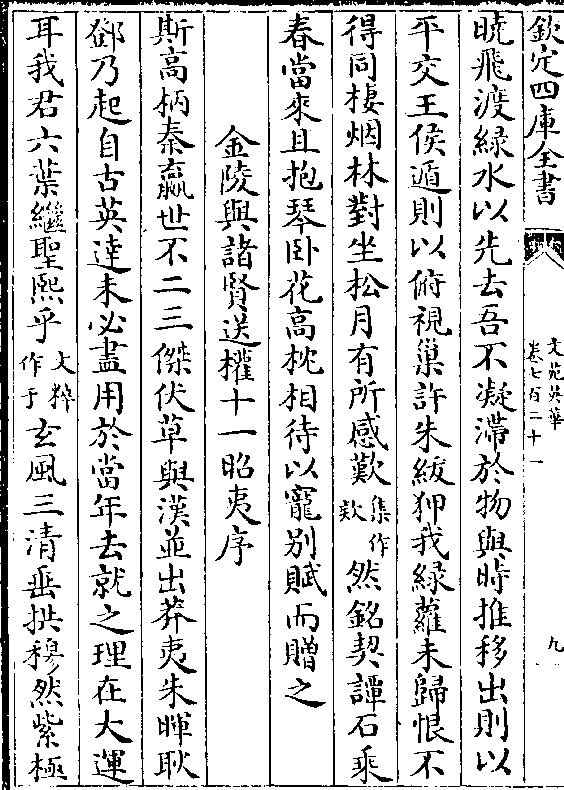 欽定四庫全書
文苑英華
卷七百二十一
九
曉飛渡緑水以先去吾不凝滯於物與時推移出則以
平交王侯遁則以俯視巢許朱紱狎我緑蘿未歸恨不
得同棲烟林對坐松月有所感歎集作欵然銘契譚石乘
春當來且抱琴卧花高枕相待以寵别賦而贈之
金陵與諸賢送權十一昭夷序
斯高柄秦嬴世不二三傑伏草與漢並出莽夷朱暉耿
鄧乃起自古英達未必盡用於當年去就之理在大運
耳我君六葉繼聖熙乎文粹作于玄風三清垂拱穆然紫極